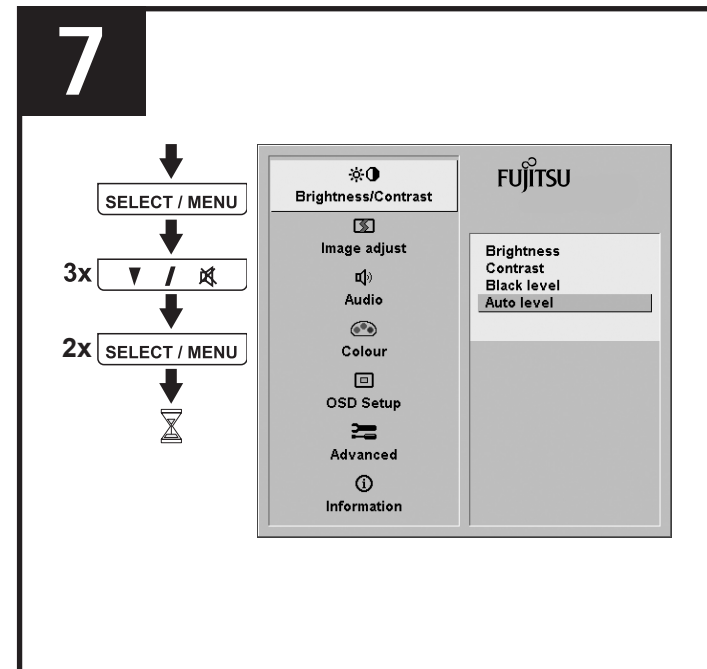 7
SELECT / MENU
3x ▼ /
2x SELECT / MENU
Brightness/Contrast
Image adjust
Audio
Colour
OSD Setup
Advanced
Information
FUJITSU
Brightness
Contrast
Black level
Auto level